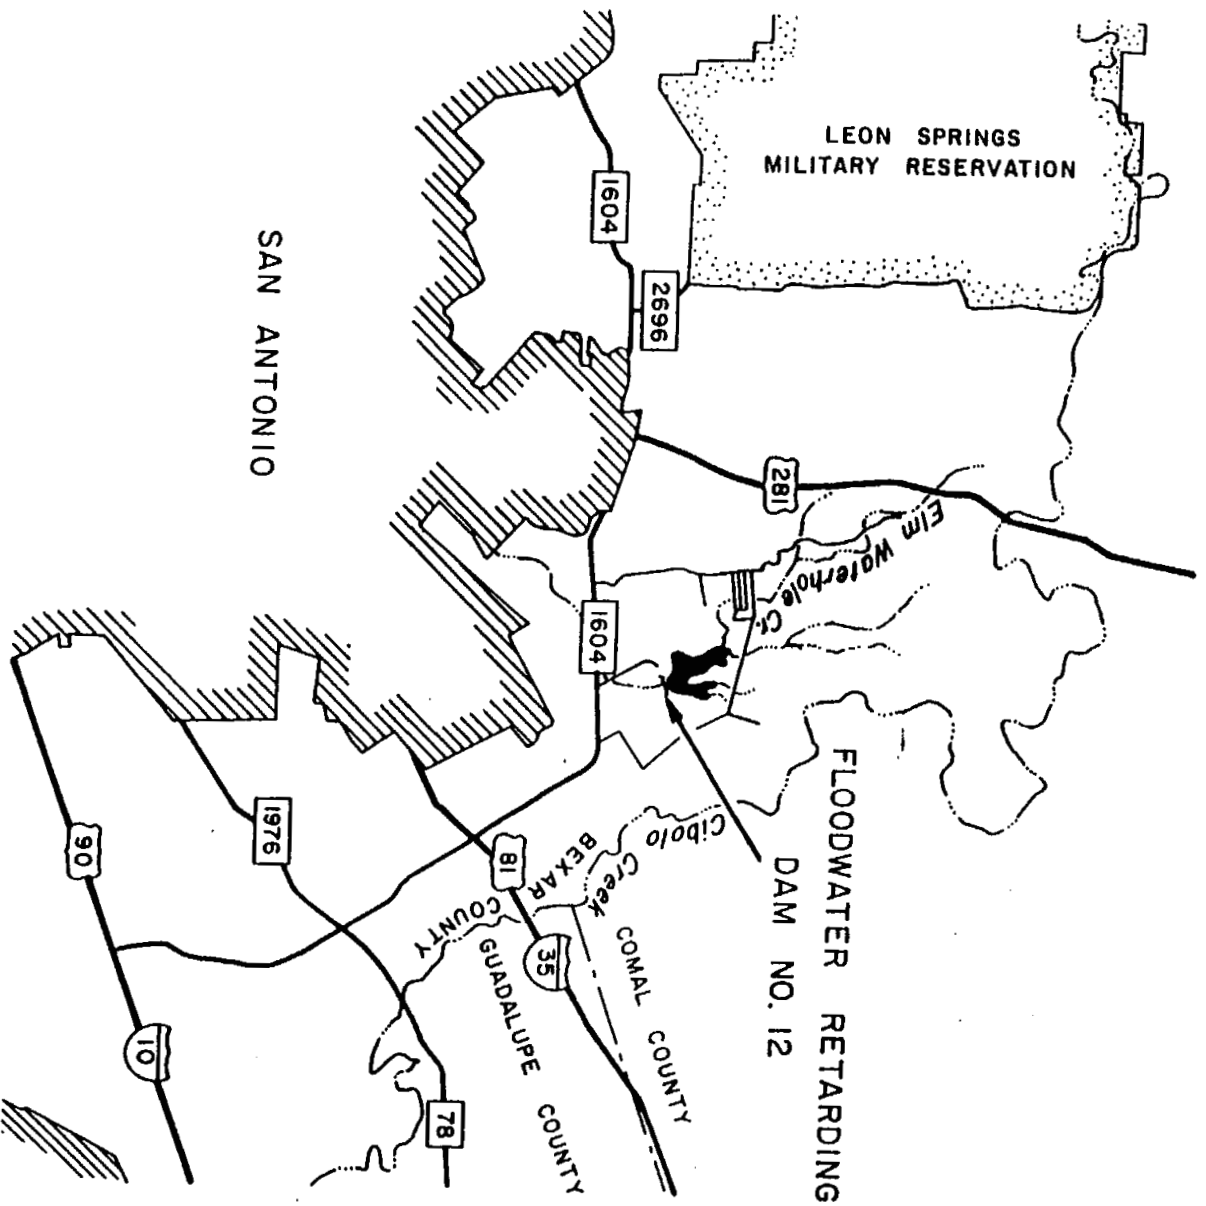 LEON SPRINGS
MILITARY RESERVATION
1604
2696
SAN ANTONIO
281
Elm Waterhole Cr.
1604
FLOODWATER RETARDING
DAM NO. 12
Cibolo Creek
BEXAR COUNTY
COMAL COUNTY
GUADALUPE COUNTY
81
35
1976
90
10
78